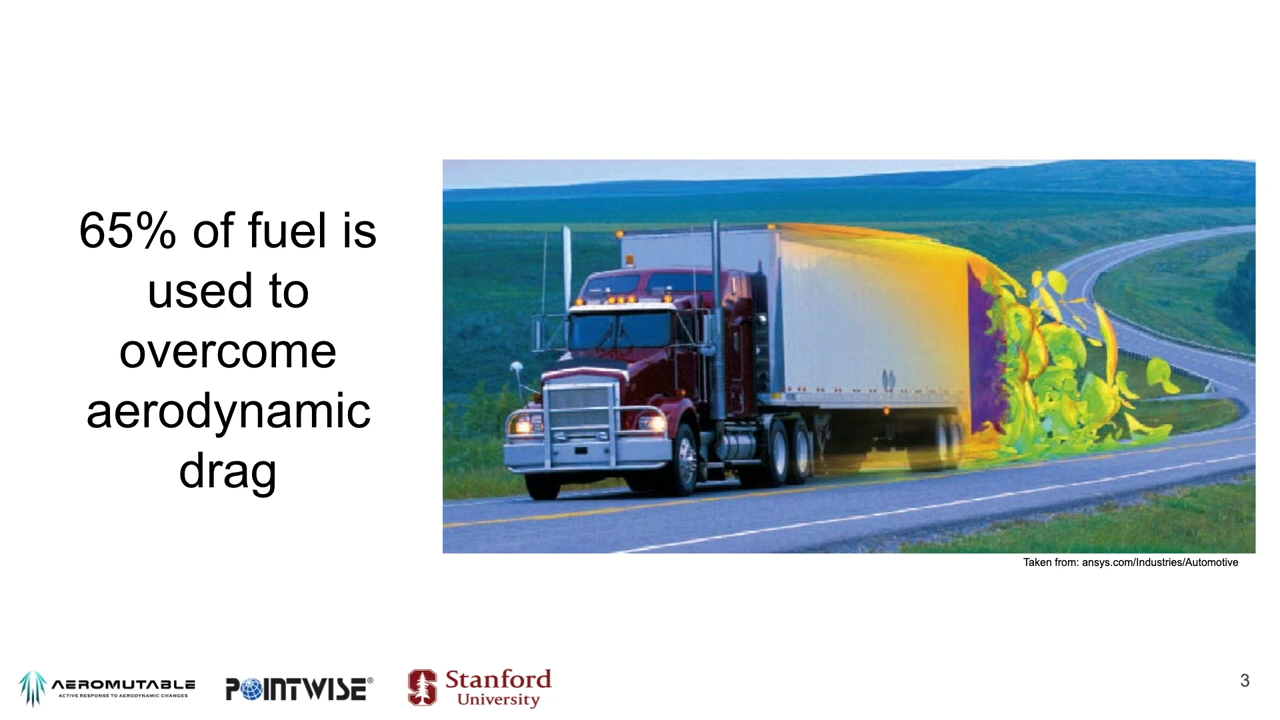 65% of fuel is
used to
overcome
aerodynamic
drag
Taken from: ansys.com/Industries/Automotive
AEROMUTABLE
ACTIVE RESPONSE TO AERODYNAMIC CHANGES
POINTWISE®
Stanford
University
3